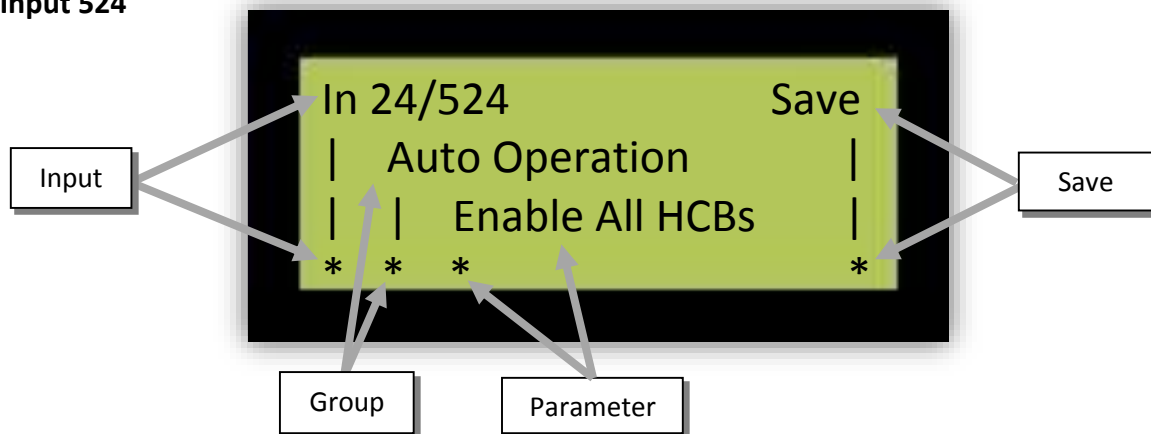 Input 524
In 24/524 Save
| Auto Operation |
| | Enable All HCBs |
* * * *
Input
Save
Group
Parameter